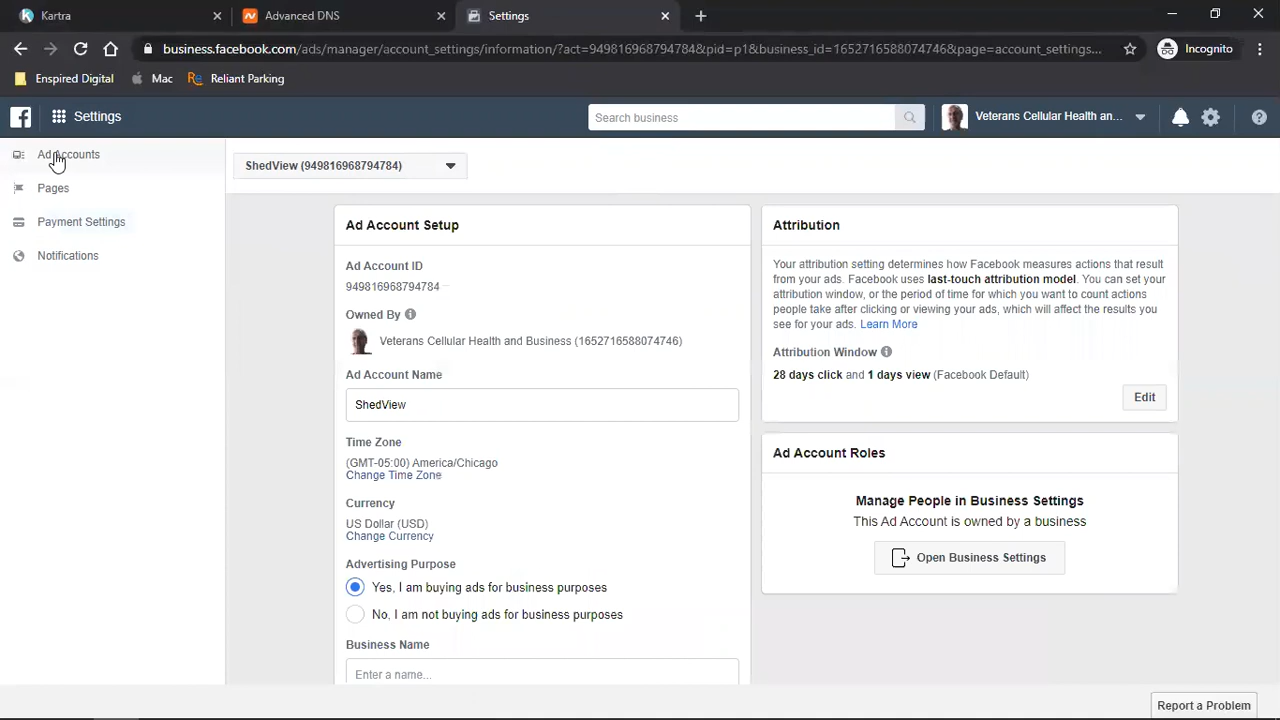 Kartra
Advanced DNS
Settings
business.facebook.com/ads/manager/account_settings/information/?act=949816968794784&pid=p1&business_id=1652716588074746&page=account_settings...
Incognito
Inspired Digital
Mac
Reliant Parking
Settings
Search business
Veterans Cellular Health an...
Ad Accounts
Pages
Payment Settings
Notifications
ShedView (949816968794784)
Ad Account Setup
Ad Account ID
949816968794784
Owned By
Veterans Cellular Health and Business (1652716588074746)
Ad Account Name
ShedView
Time Zone
(GMT-05:00) America/Chicago
Change Time Zone
Currency
US Dollar (USD)
Change Currency
Advertising Purpose
Yes, I am buying ads for business purposes
No, I am not buying ads for business purposes
Business Name
Enter a name...
Attribution
Your attribution setting determines how Facebook measures actions that result
from your ads. Facebook uses last-touch attribution model. You can set your
attribution window, or the period of time for which you want to count actions
people take after clicking or viewing your ads, which will affect the results you
see for your ads. Learn More
Attribution Window
28 days click and 1 days view (Facebook Default)
Edit
Ad Account Roles
Manage People in Business Settings
This Ad Account is owned by a business
Open Business Settings
Report a Problem